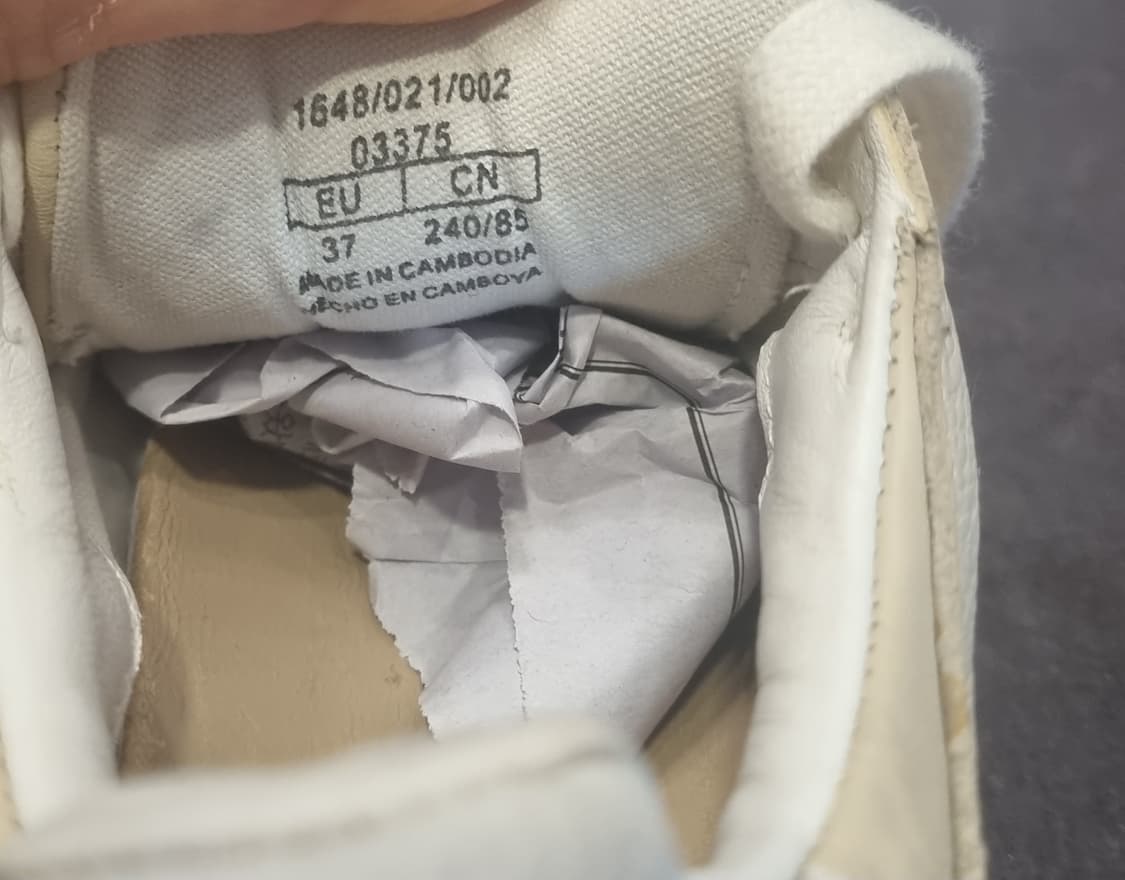 1648/021/002
03375
EU CN
37 240/85
MADE IN CAMBODIA
HECHO EN CAMBOYA